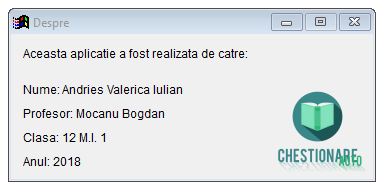 Despre
Aceasta aplicatie a fost realizata de catre:
Nume: Andries Valerica Iulian
Profesor: Mocanu Bogdan
Clasa: 12 M.I. 1
Anul: 2018
CHESTIONARE
AUTO